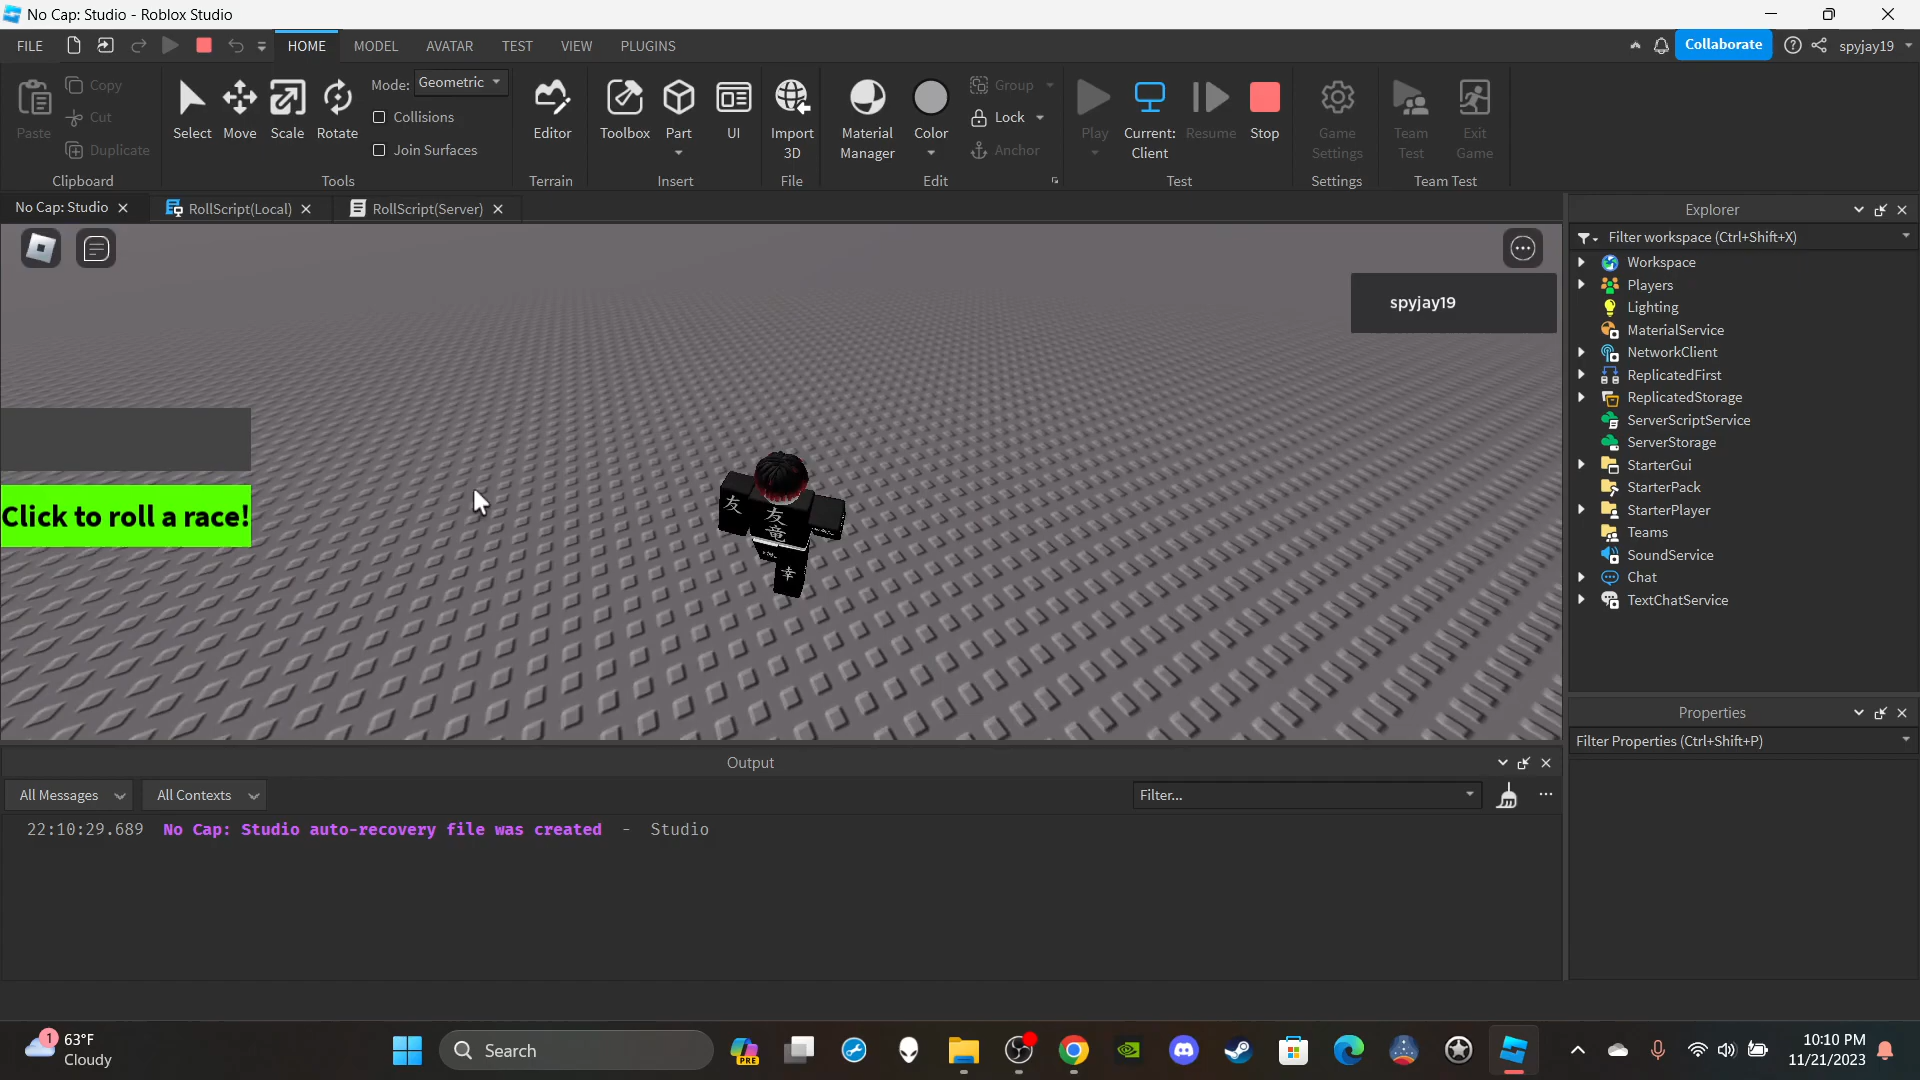 No Cap: Studio - Roblox Studio
FILE HOME MODEL AVATAR TEST VIEW PLUGINS Collaborate spyjay19
Paste Copy Cut Duplicate
Select Move Scale Rotate
Mode: Geometric
Collisions
Join Surfaces
Editor
Toolbox Part UI
Import 3D
Material Manager
Color
Group
Lock
Anchor
Play
Current: Client
Resume Stop
Game Settings
Team Test
Exit Game
Clipboard Tools Terrain Insert File Edit Test Settings Team Test
No Cap: Studio RollScript(Local) RollScript(Server)
spyjay19
Click to roll a race!
友
友
竜
幸
Explorer
Filter workspace (Ctrl+Shift+X)
Workspace
Players
Lighting
MaterialService
NetworkClient
ReplicatedFirst
ReplicatedStorage
ServerScriptService
ServerStorage
StarterGui
StarterPack
StarterPlayer
Teams
SoundService
Chat
TextChatService
Properties
Filter Properties (Ctrl+Shift+P)
Output
All Messages All Contexts Filter...
22:10:29.689 No Cap: Studio auto-recovery file was created - Studio
1
63°F
Cloudy
Search
PRE
10:10 PM
11/21/2023